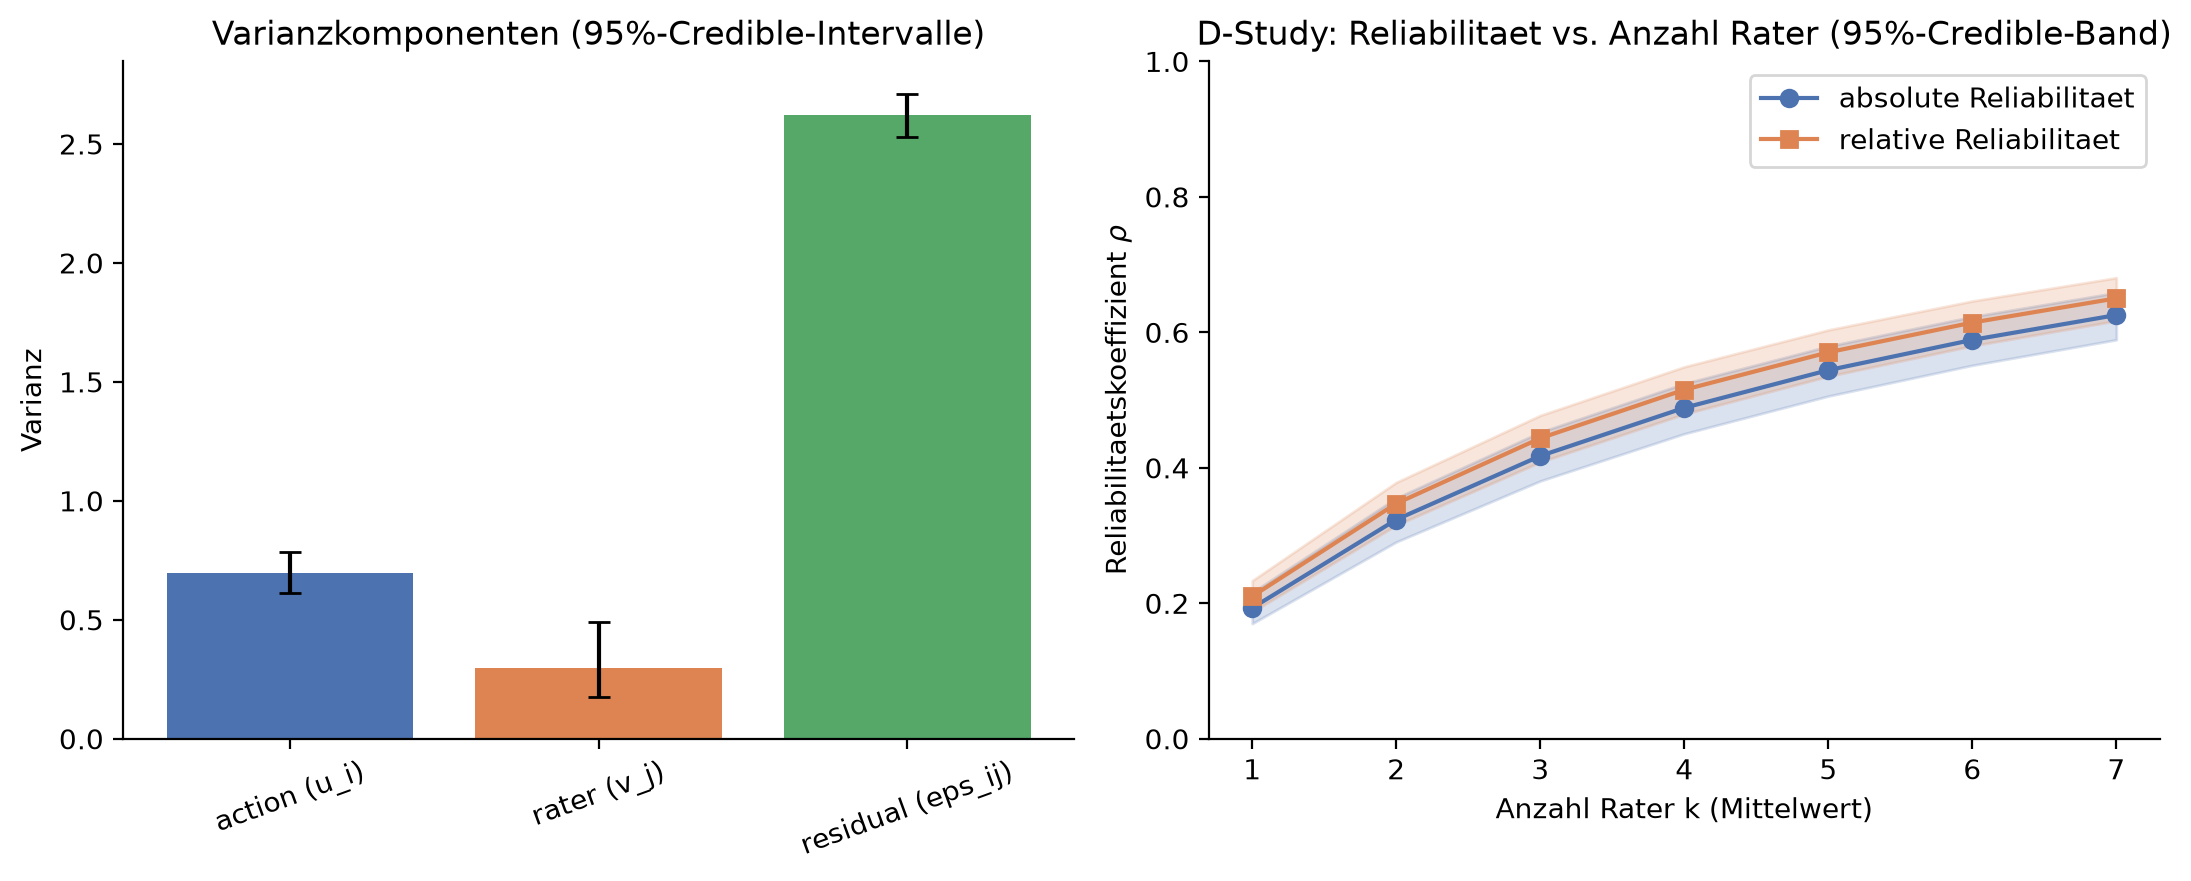 Varianzkomponenten (95%-Credible-Intervalle)
Varianz
2.5
2.0
1.5
1.0
0.5
0.0
action (u_i)
rater (v_j)
residual (eps_ij)
D-Study: Reliabilitaet vs. Anzahl Rater (95%-Credible-Band)
absolute Reliabilitaet
relative Reliabilitaet
Reliabilitaetskoeffizient ρ
1.0
0.8
0.6
0.4
0.2
0.0
1 2 3 4 5 6 7
Anzahl Rater k (Mittelwert)